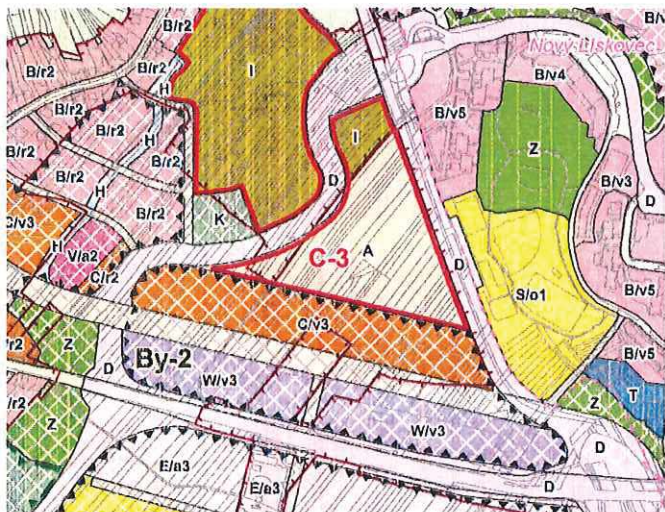 Nový Lískovec
B/r2
B/r2
B/r2
I
B/v4
B/r2
H
B/v5
B/r2
I
Z
B/r2
B/r2
H
D
B/v3
D
B/r2
K
A
C/v3
H
V/a2
C/r2
C-3
D
S/o1
B/v5
C/v3
Z
By-2
B/v5
D
W/v3
T
Z
W/v3
Z
D
E/a3
E/a3
D